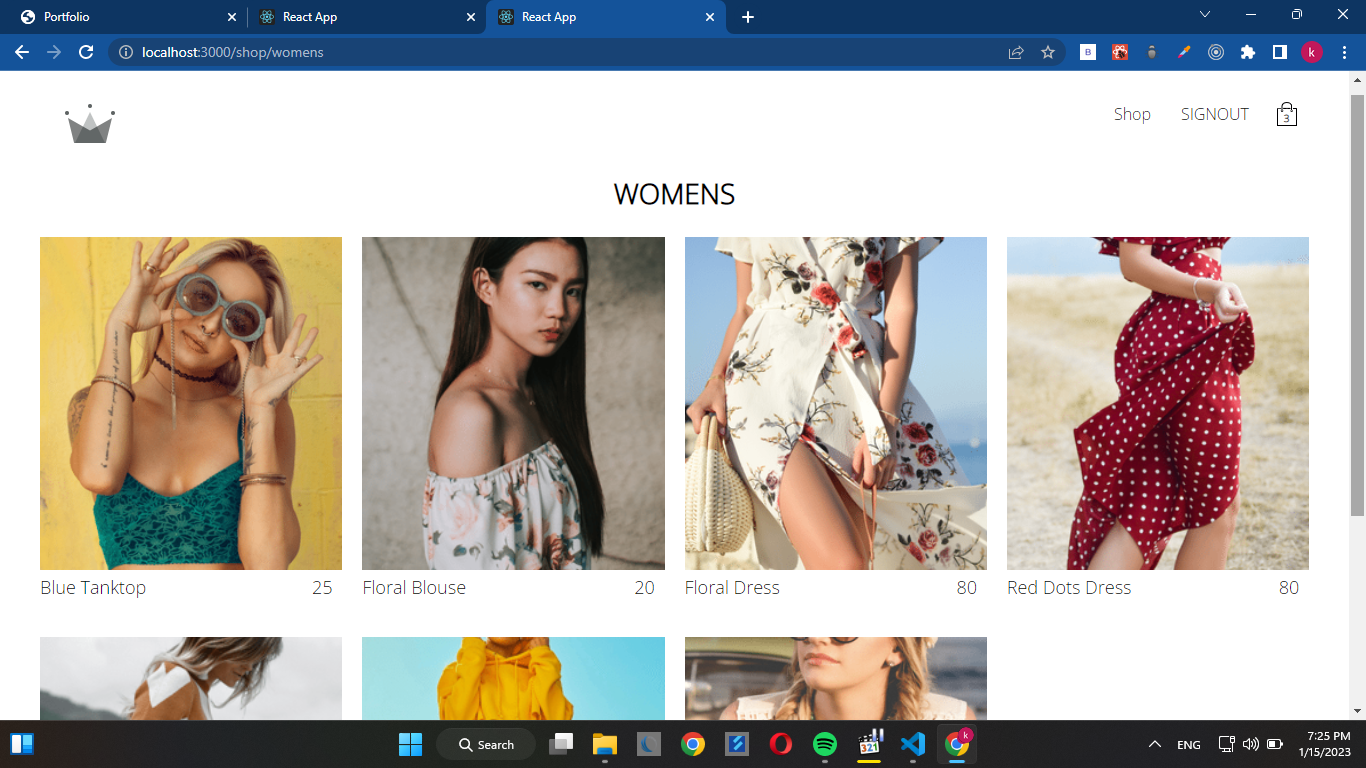 Portfolio
React App
React App
localhost:3000/shop/womens
B
k
Shop
SIGNOUT
3
WOMENS
Blue Tanktop
25
Floral Blouse
20
Floral Dress
80
Red Dots Dress
80
Search
321
k
ENG
7:25 PM
1/15/2023